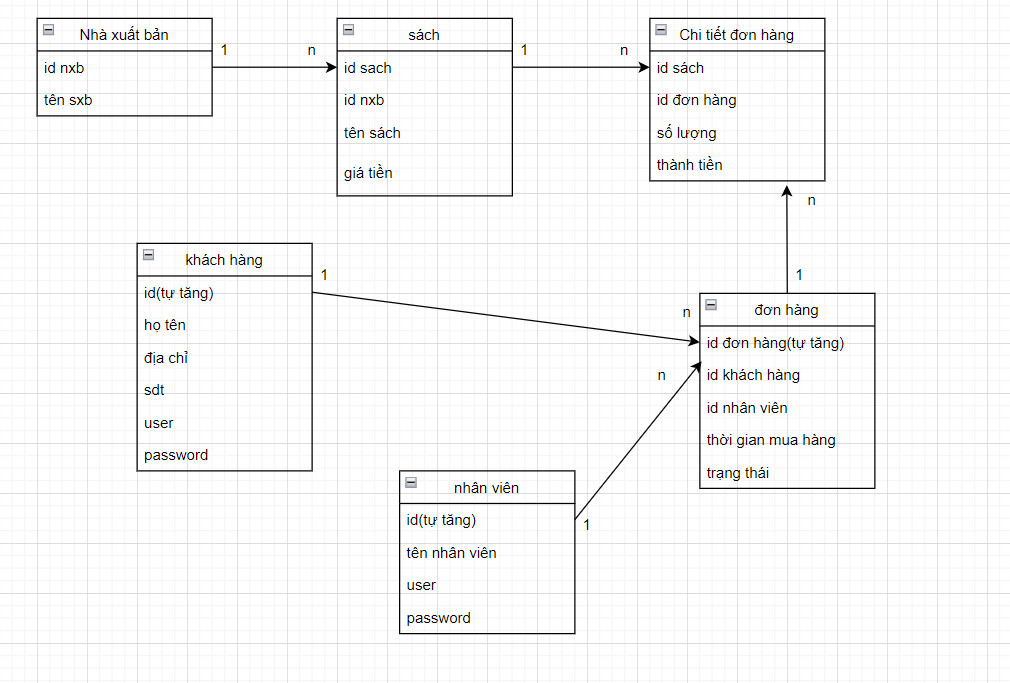 Nhà xuất bản
id nxb
tên sxb
1
n
sách
id sach
id nxb
tên sách
giá tiền
1
n
Chi tiết đơn hàng
id sách
id đơn hàng
số lượng
thành tiền
n
1
khách hàng
id(tự tăng)
họ tên
địa chỉ
sdt
user
password
1
n
đơn hàng
id đơn hàng(tự tăng)
id khách hàng
id nhân viên
thời gian mua hàng
trạng thái
n
1
nhân viên
id(tự tăng)
tên nhân viên
user
password